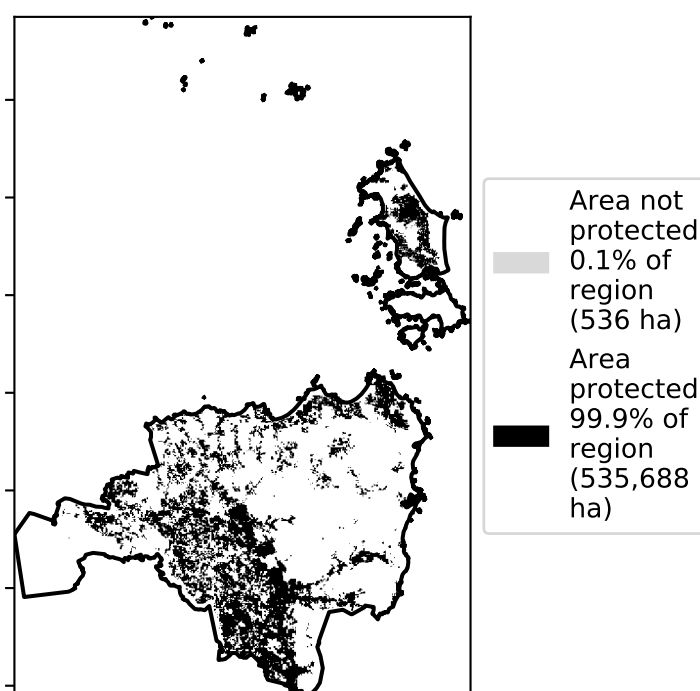 Area not
protected
0.1% of
region
(536 ha)
Area
protected
99.9% of
region
(535,688
ha)